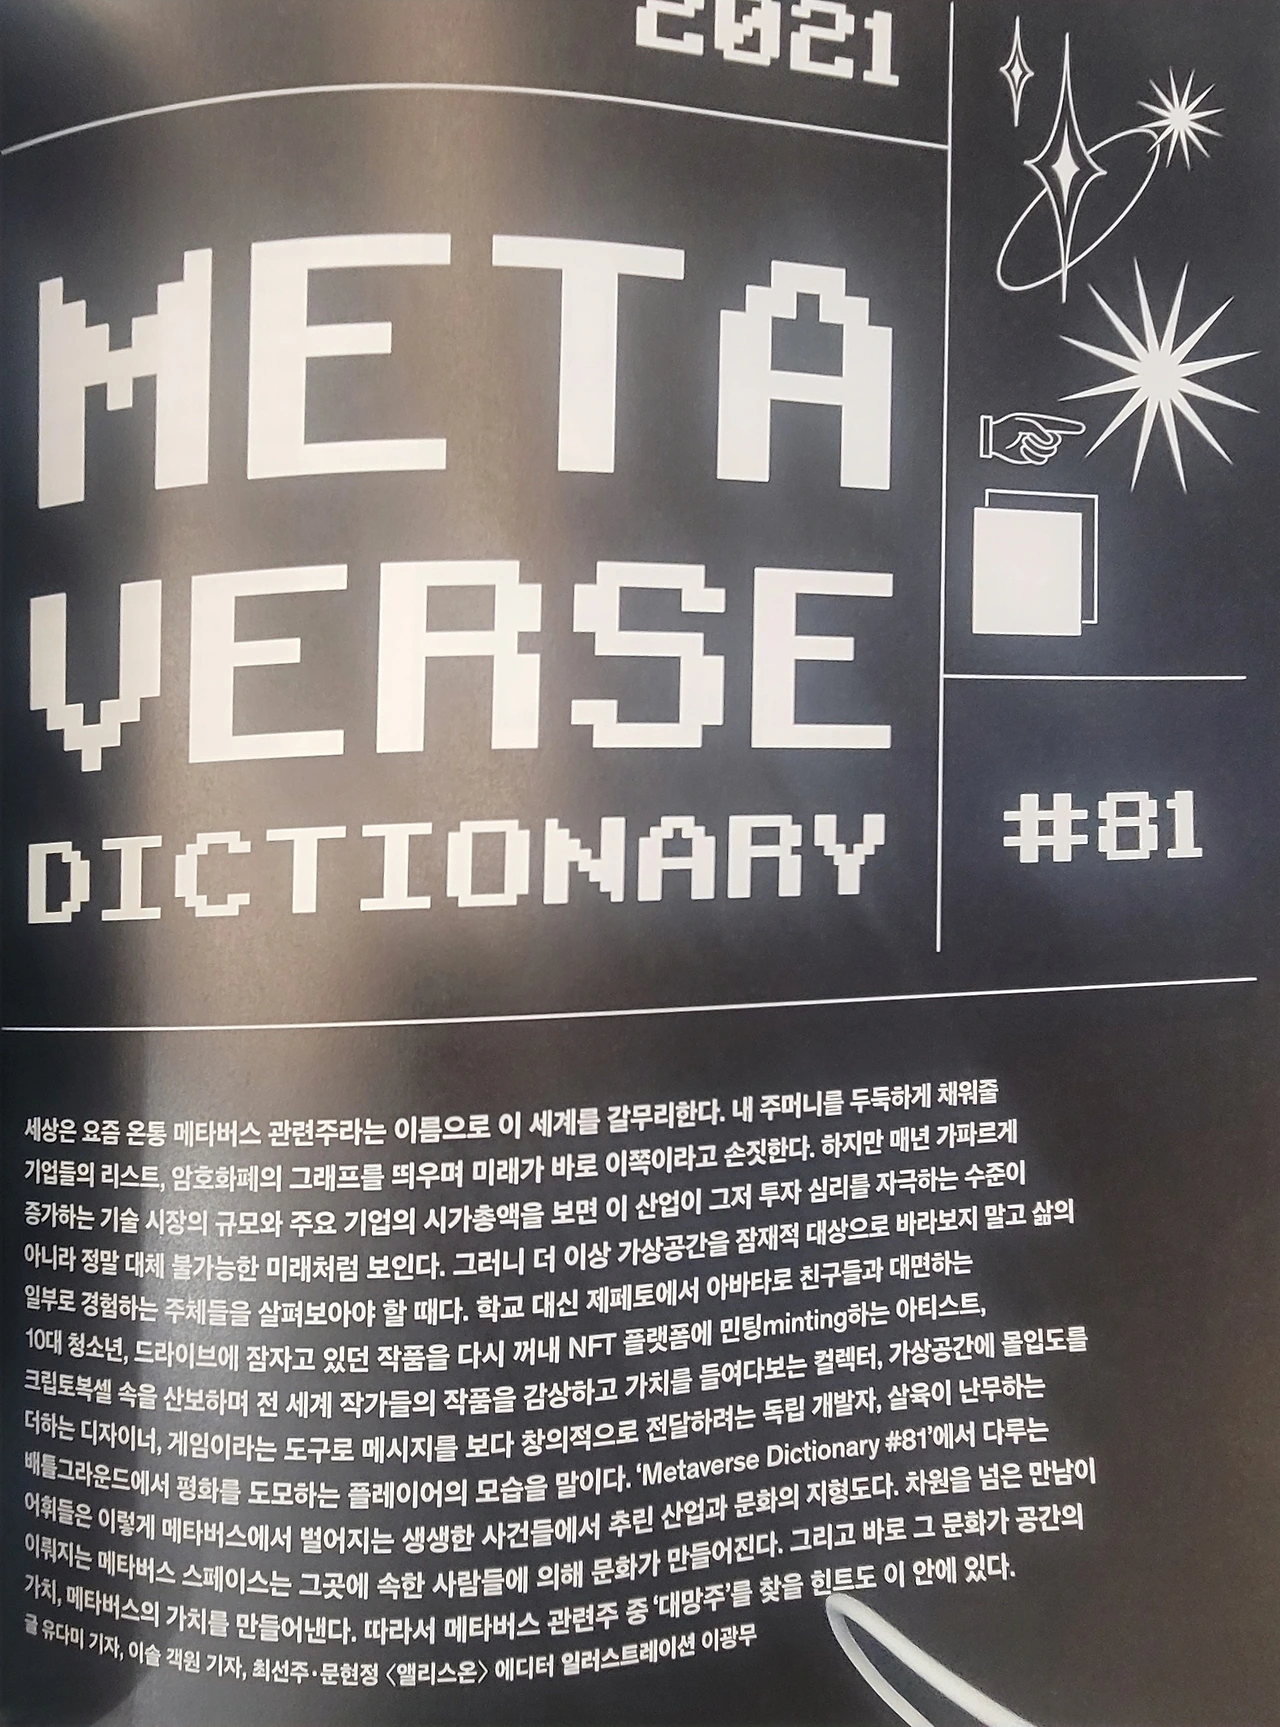 2021
META
VERSE
DICTIONARY
#81
세상은 요즘 온통 메타버스 관련주라는 이름으로 이 세계를 갈무리한다. 내 주머니를 두둑하게 채워줄
기업들의 리스트, 암호화폐의 그래프를 띄우며 미래가 바로 이쪽이라고 손짓한다. 하지만 매년 가파르게
증가하는 기술 시장의 규모와 주요 기업의 시가총액을 보면 이 산업이 그저 투자 심리를 자극하는 수준이
아니라 정말 대체 불가능한 미래처럼 보인다. 그러니 더 이상 가상공간을 잠재적 대상으로 바라보지 말고 삶의
일부로 경험하는 주체들을 살펴보아야 할 때다. 학교 대신 제페토에서 아바타로 친구들과 대면하는
10대 청소년, 드라이브에 잠자고 있던 작품을 다시 꺼내 NFT 플랫폼에 민팅minting하는 아티스트,
크립토복셀 속을 산보하며 전 세계 작가들의 작품을 감상하고 가치를 들여다보는 컬렉터, 가상공간에 몰입도를
더하는 디자이너, 게임이라는 도구로 메시지를 보다 창의적으로 전달하려는 독립 개발자, 살육이 난무하는
배틀그라운드에서 평화를 도모하는 플레이어의 모습을 말이다. ‘Metaverse Dictionary #81’에서 다루는
어휘들은 이렇게 메타버스에서 벌어지는 생생한 사건들에서 추린 산업과 문화의 지형도다. 차원을 넘은 만남이
이뤄지는 메타버스 스페이스는 그곳에 속한 사람들에 의해 문화가 만들어진다. 그리고 바로 그 문화가 공간의
가치, 메타버스의 가치를 만들어낸다. 따라서 메타버스 관련주 중 ‘대망주’를 찾을 힌트도 이 안에 있다.
글 유다미 기자, 이슬 객원 기자, 최선주·문현정 〈앨리스온〉 에디터 일러스트레이션 이광무